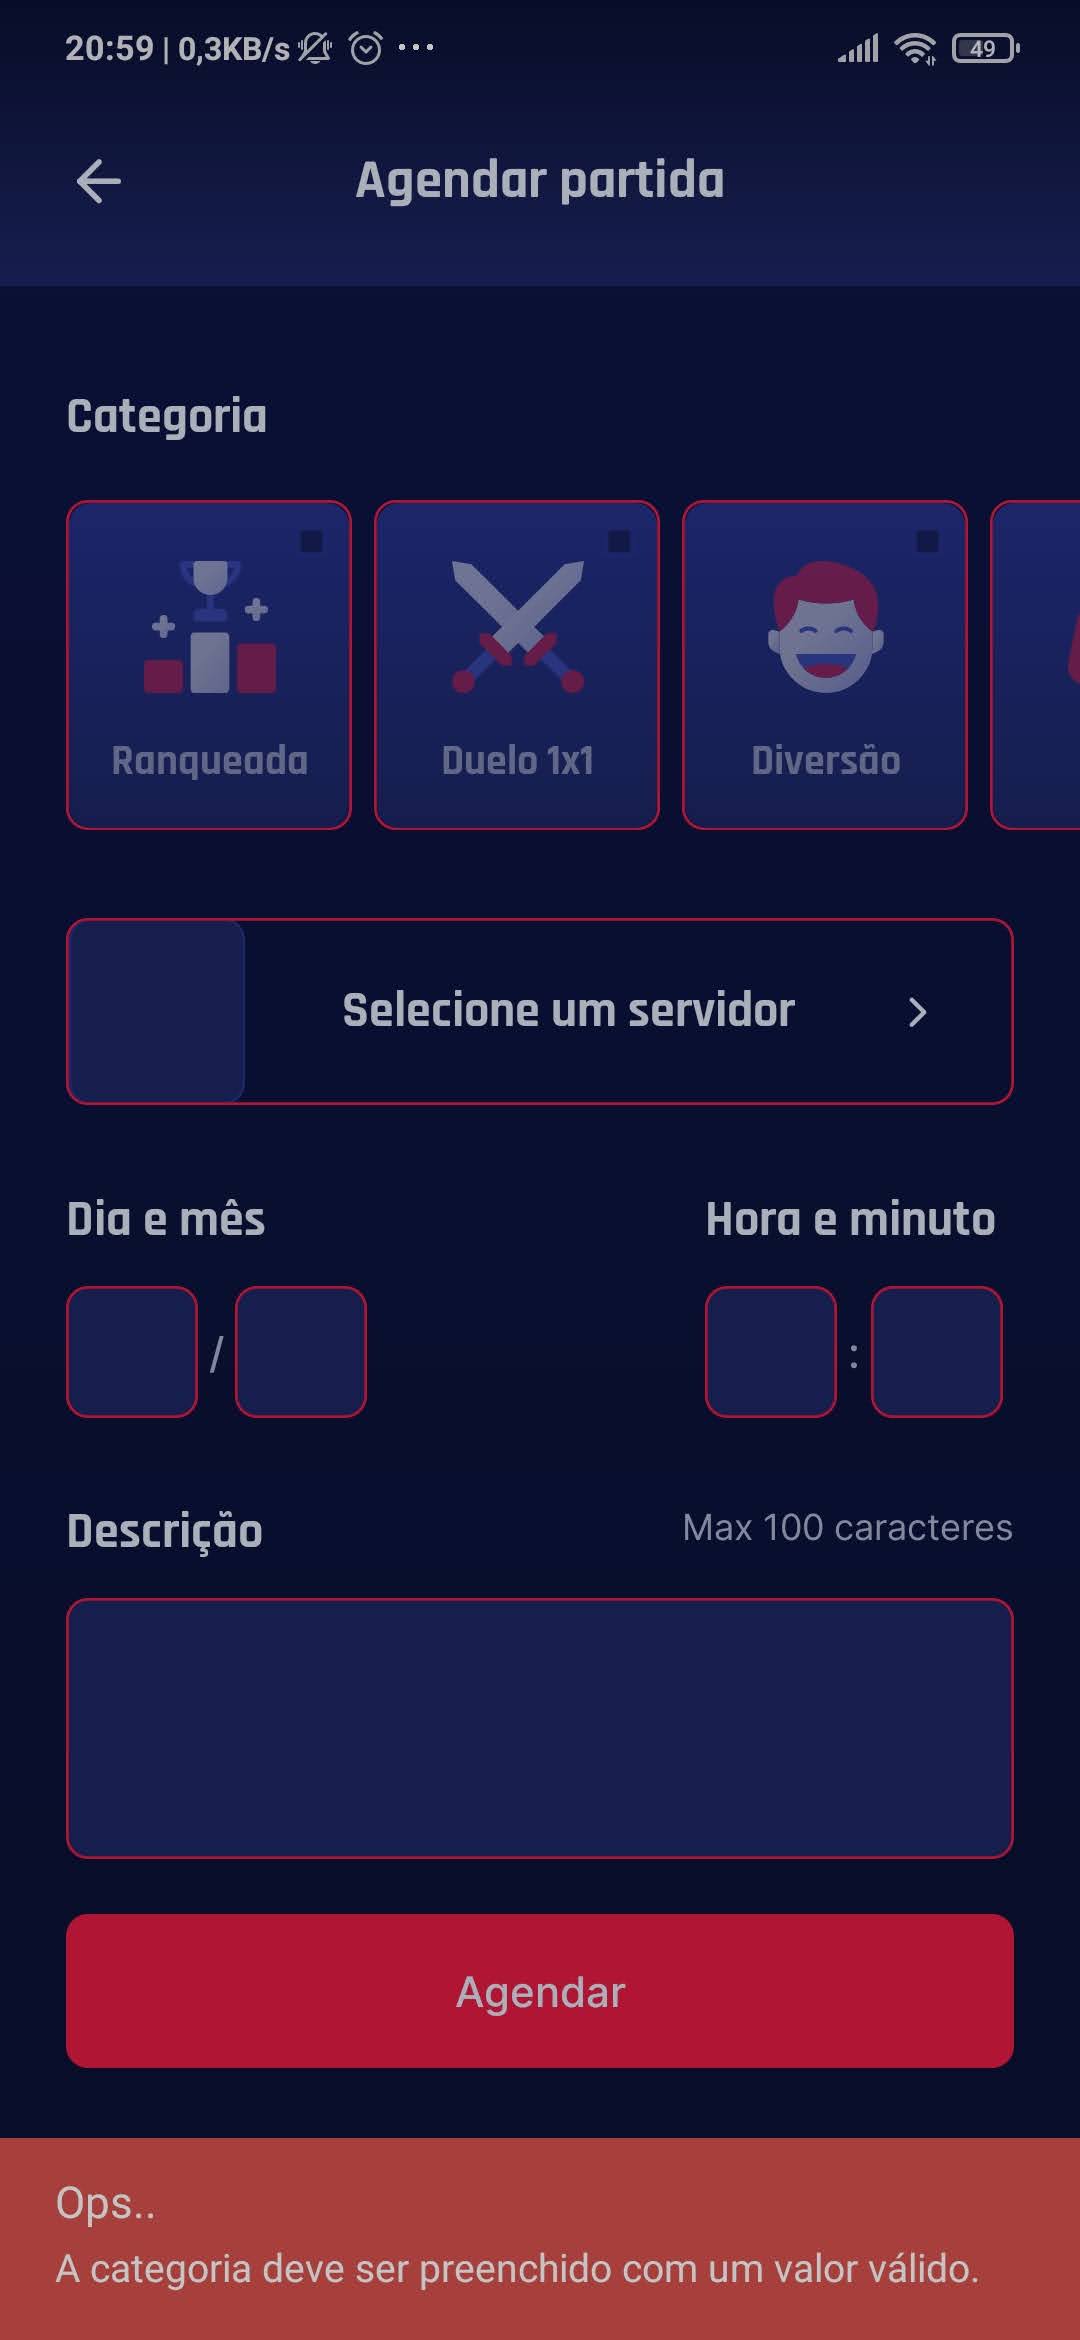 20:59 | 0,3KB/s
49
Agendar partida
Categoria
Ranqueada
Duelo 1x1
Diversão
Selecione um servidor
Dia e mês
Hora e minuto
/
:
Descrição
Max 100 caracteres
Agendar
Ops..
A categoria deve ser preenchido com um valor válido.